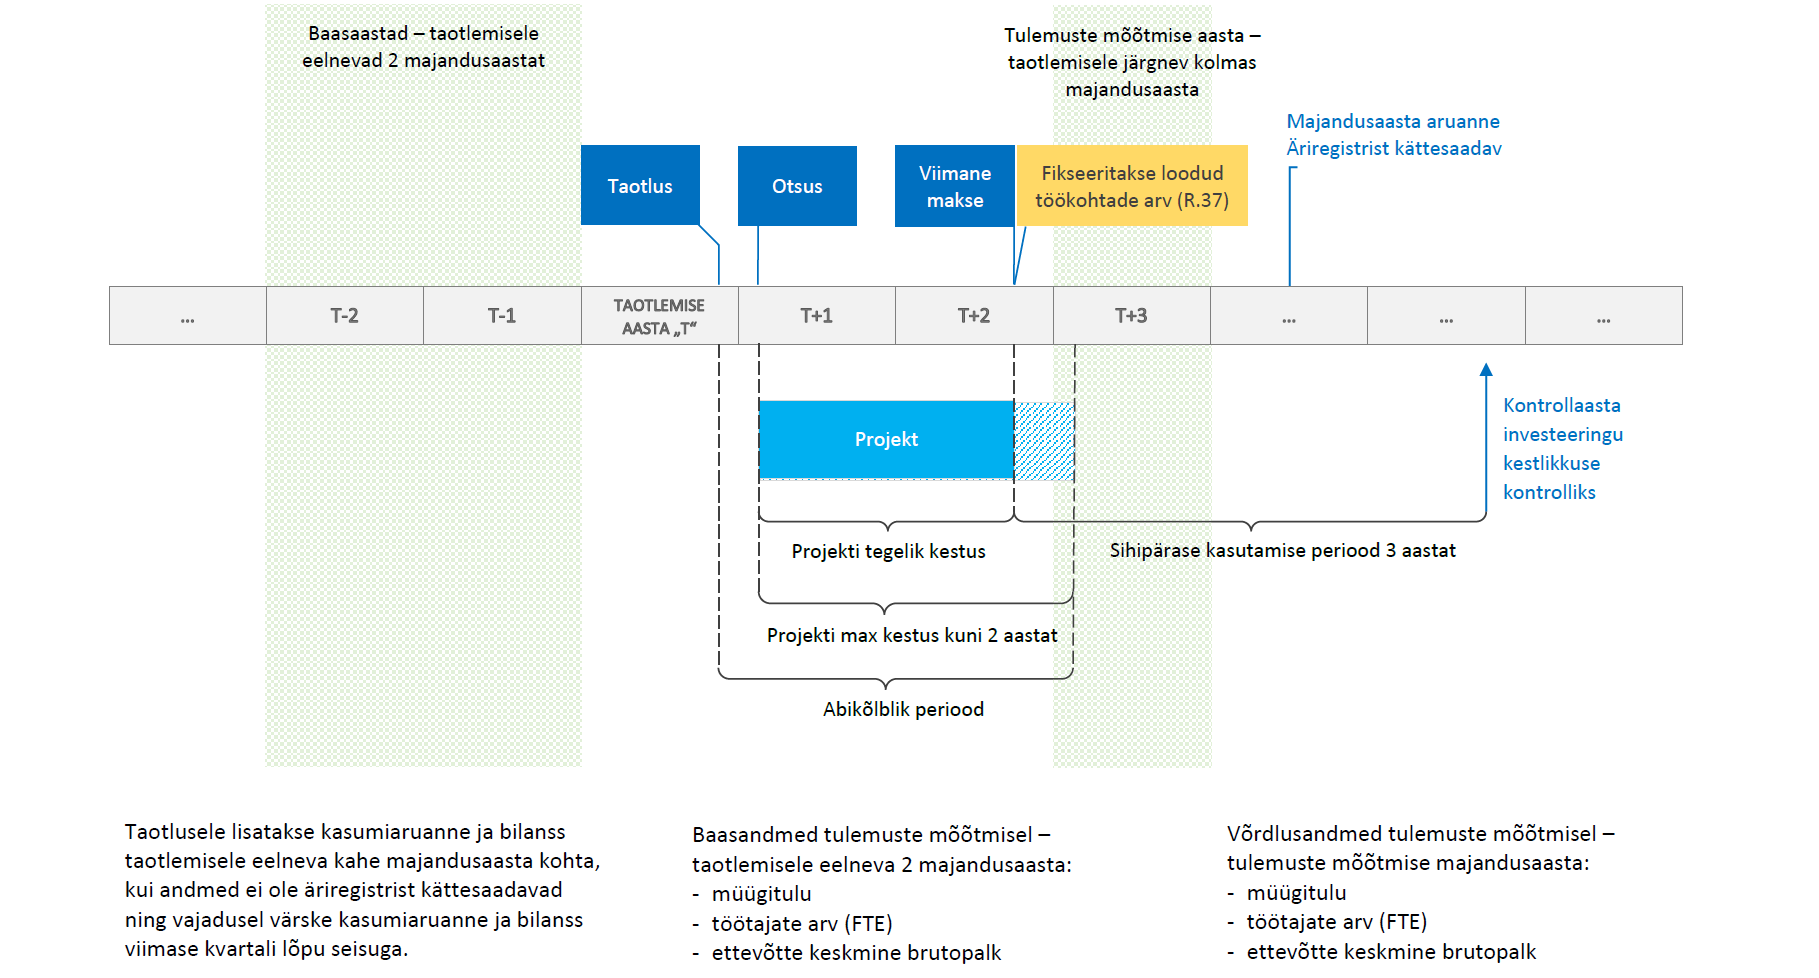 Baasaastad – taotlemisele
eelnevad 2 majandusaastat
Tulemuste mõõtmise aasta –
taotlemisele järgnev kolmas
majandusaasta
Majandusaasta aruanne
Äriregistrist kättesaadav
Taotlus
Otsus
Viimane
makse
Fikseeritakse loodud
töökohtade arv (R.37)
...
T-2
T-1
TAOTLEMISE
AASTA „T“
T+1
T+2
T+3
...
...
...
Projekt
Kontrollaasta
investeeringu
kestlikkuse
kontrolliks
Projekti tegelik kestus
Sihipärase kasutamise periood 3 aastat
Projekti max kestus kuni 2 aastat
Abikõlblik periood
Taotlusele lisatakse kasumiaruanne ja bilanss
taotlemisele eelneva kahe majandusaasta kohta,
kui andmed ei ole äriregistrist kättesaadavad
ning vajadusel värske kasumiaruanne ja bilanss
viimase kvartali lõpu seisuga.
Baasandmed tulemuste mõõtmisel –
taotlemisele eelneva 2 majandusaasta:
- müügitulu
- töötajate arv (FTE)
- ettevõtte keskmine brutopalk
Võrdlusandmed tulemuste mõõtmisel –
tulemuste mõõtmise majandusaasta:
- müügitulu
- töötajate arv (FTE)
- ettevõtte keskmine brutopalk